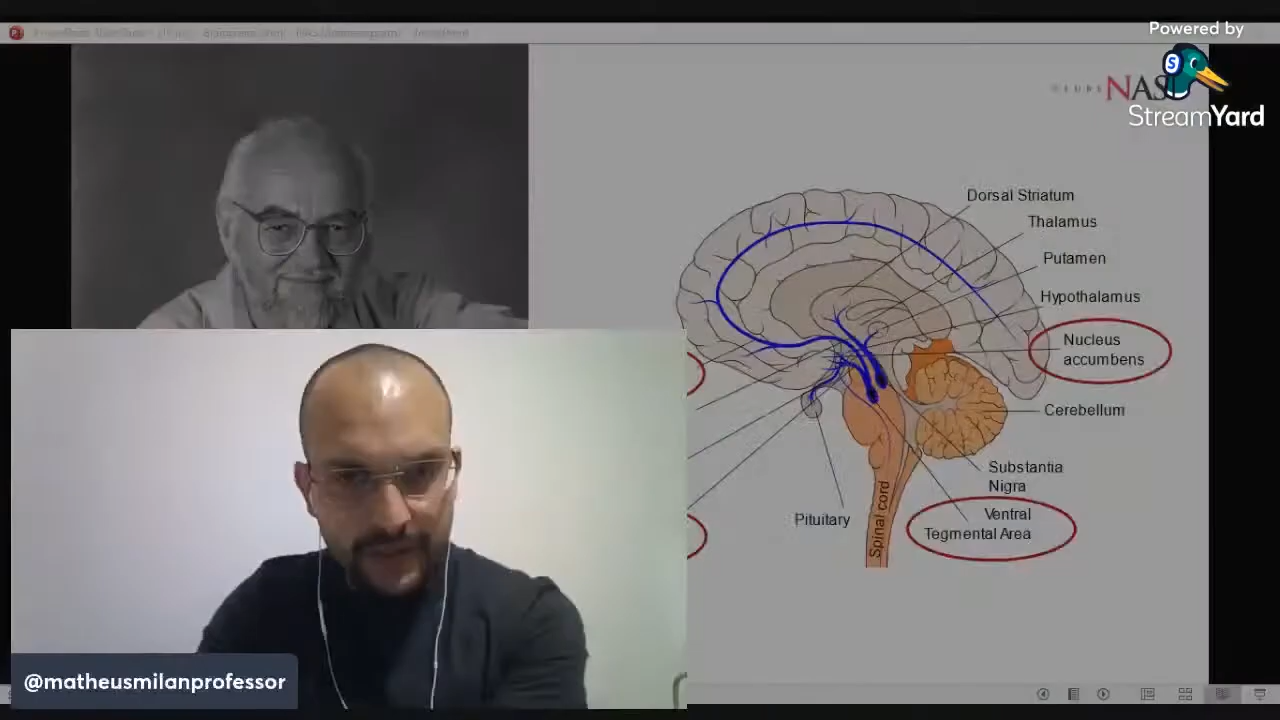 Powered by
StreamYard
Dorsal Striatum
Thalamus
Putamen
Hypothalamus
Nucleus
accumbens
Cerebellum
Substantia
Nigra
Ventral
Tegmental Area
Pituitary
Spinal cord
@matheusmilanprofessor